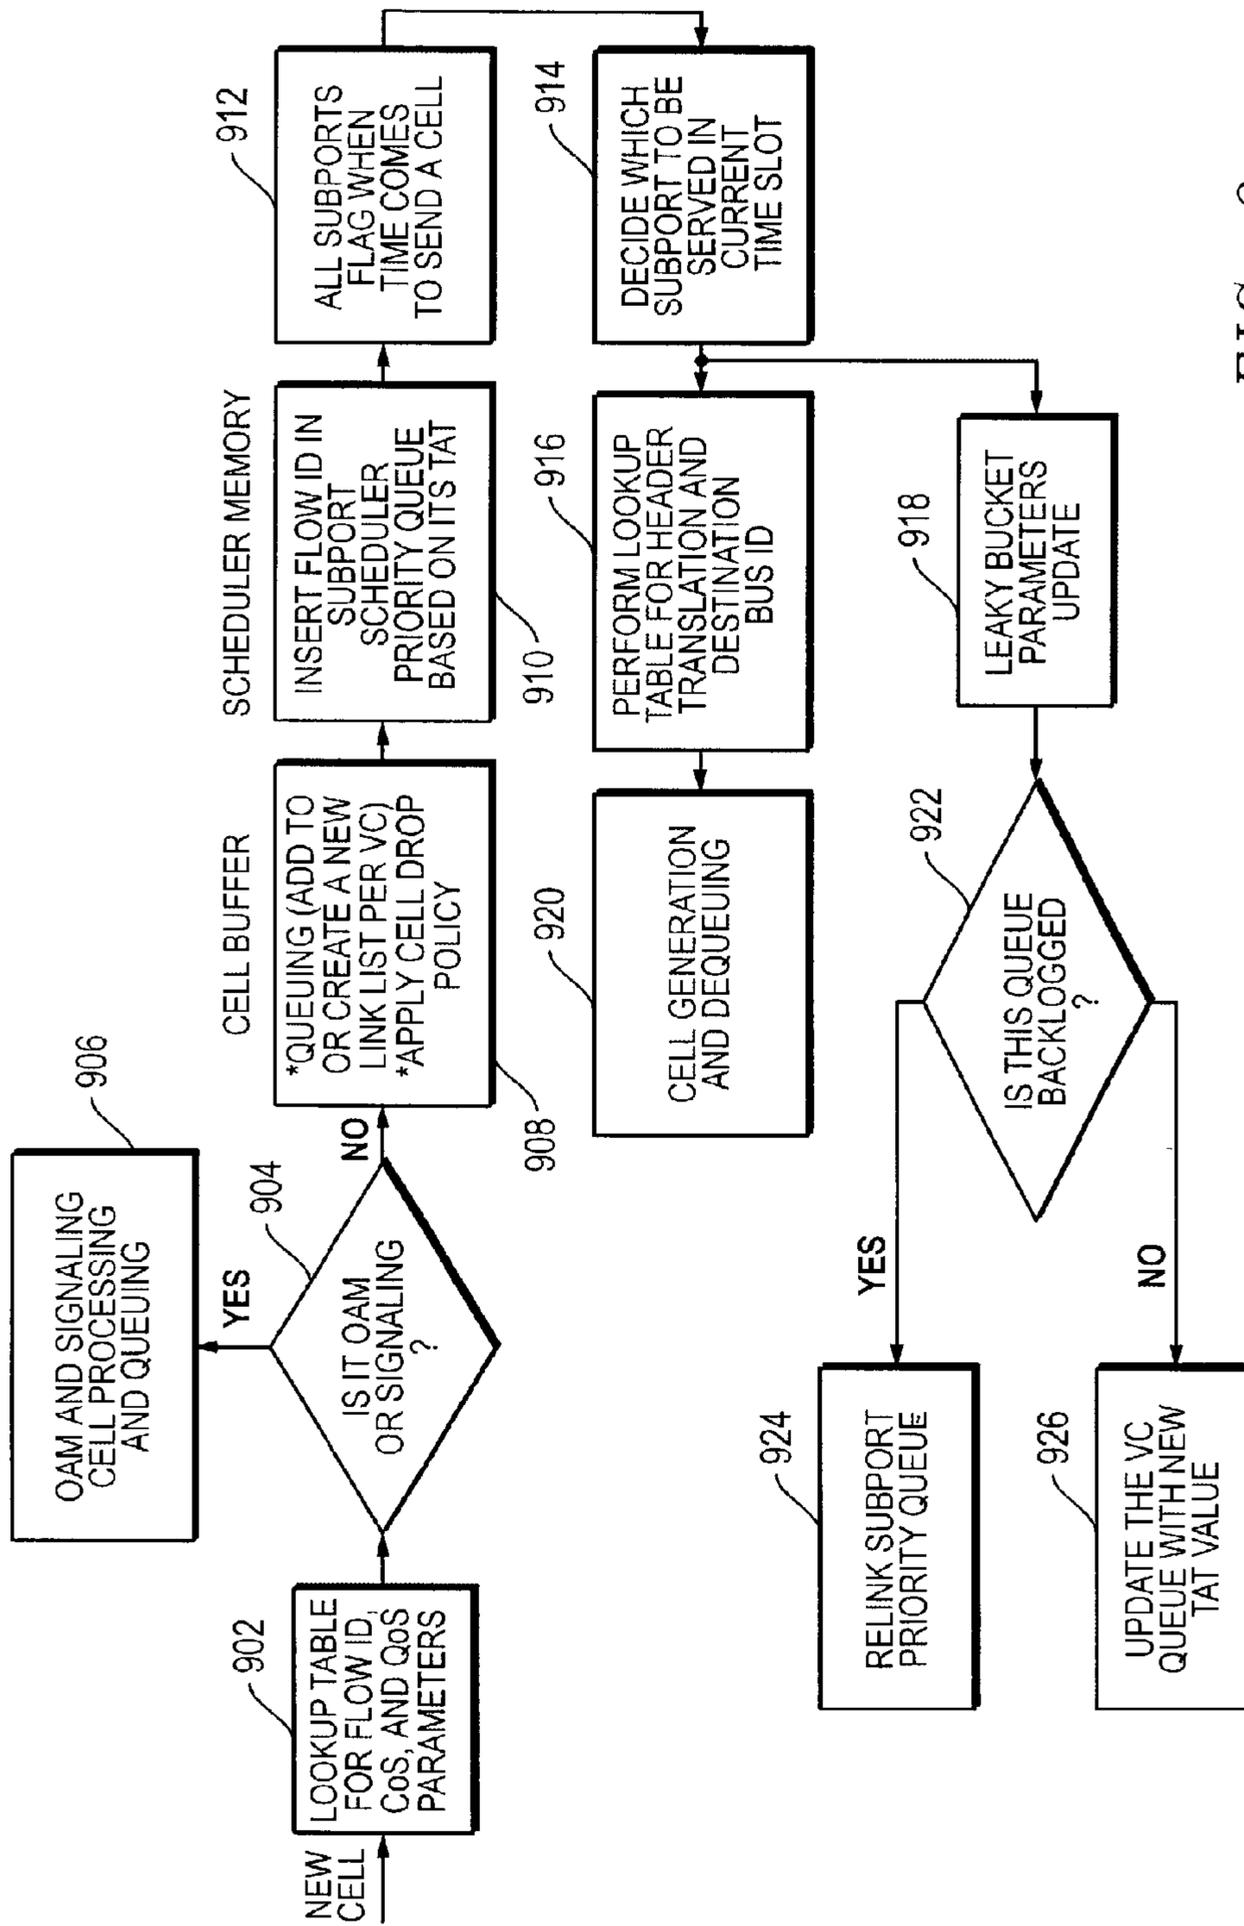 NEW
CELL
902
LOOKUP TABLE
FOR FLOW ID,
CoS, AND QoS
PARAMETERS
904
IS IT OAM
OR SIGNALING
?
YES
906
OAM AND SIGNALING
CELL PROCESSING
AND QUEUING
NO
CELL BUFFER
*QUEUING (ADD TO
OR CREATE A NEW
LINK LIST PER VC)
*APPLY CELL DROP
POLICY
908
SCHEDULER MEMORY
INSERT FLOW ID IN
SUBPORT
SCHEDULER
PRIORITY QUEUE
BASED ON ITS TAT
910
912
ALL SUBPORTS
FLAG WHEN
TIME COMES
TO SEND A CELL
914
DECIDE WHICH
SUBPORT TO BE
SERVED IN
CURRENT
TIME SLOT
916
PERFORM LOOKUP
TABLE FOR HEADER
TRANSLATION AND
DESTINATION
BUS ID
920
CELL GENERATION
AND DEQUEUING
918
LEAKY BUCKET
PARAMETERS
UPDATE
922
IS THIS QUEUE
BACKLOGGED
?
YES
924
RELINK SUBPORT
PRIORITY QUEUE
NO
926
UPDATE THE VC
QUEUE WITH NEW
TAT VALUE